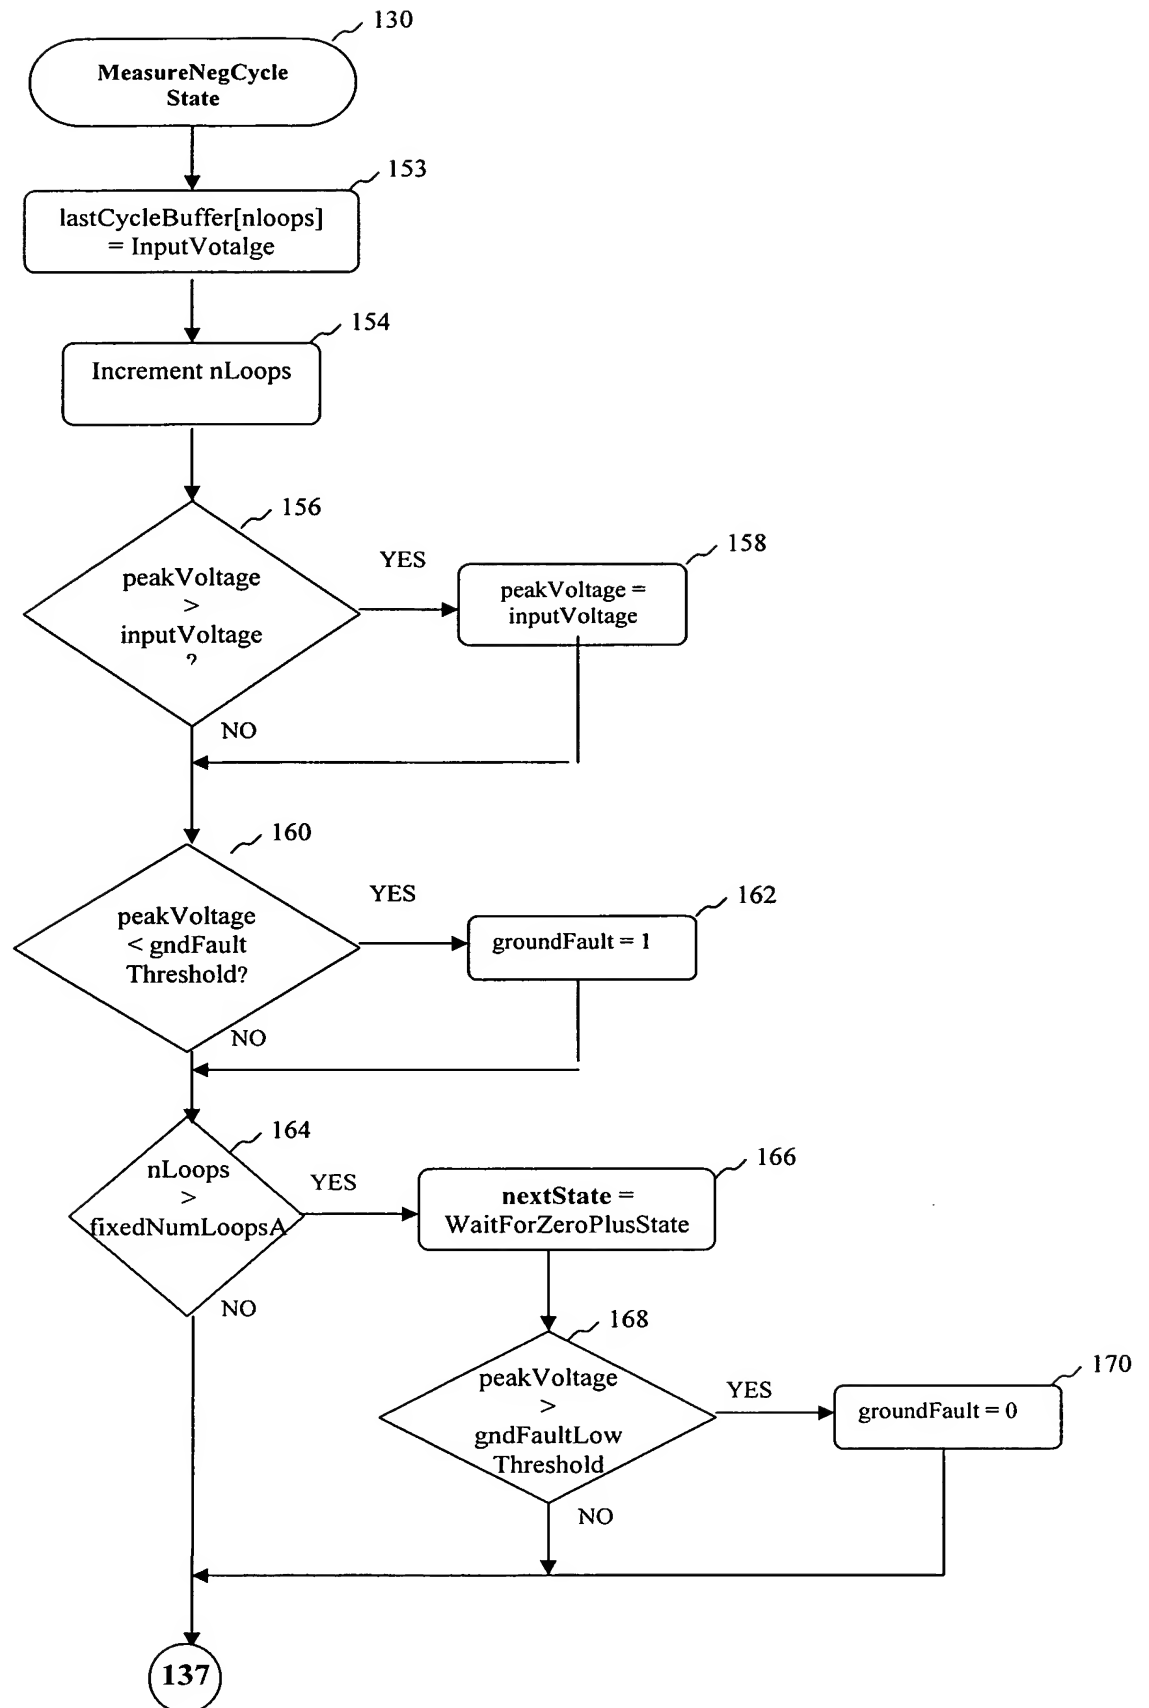 130
MeasureNegCycle
State
153
lastCycleBuffer[nloops]
= InputVotalge
154
Increment nLoops
156
peakVoltage
>
inputVoltage
?
YES
158
peakVoltage =
inputVoltage
NO
160
peakVoltage
< gndFault
Threshold?
YES
162
groundFault = 1
NO
164
nLoops
>
fixedNumLoopsA
YES
166
nextState =
WaitForZeroPlusState
NO
168
peakVoltage
>
gndFaultLow
Threshold
YES
170
groundFault = 0
NO
137